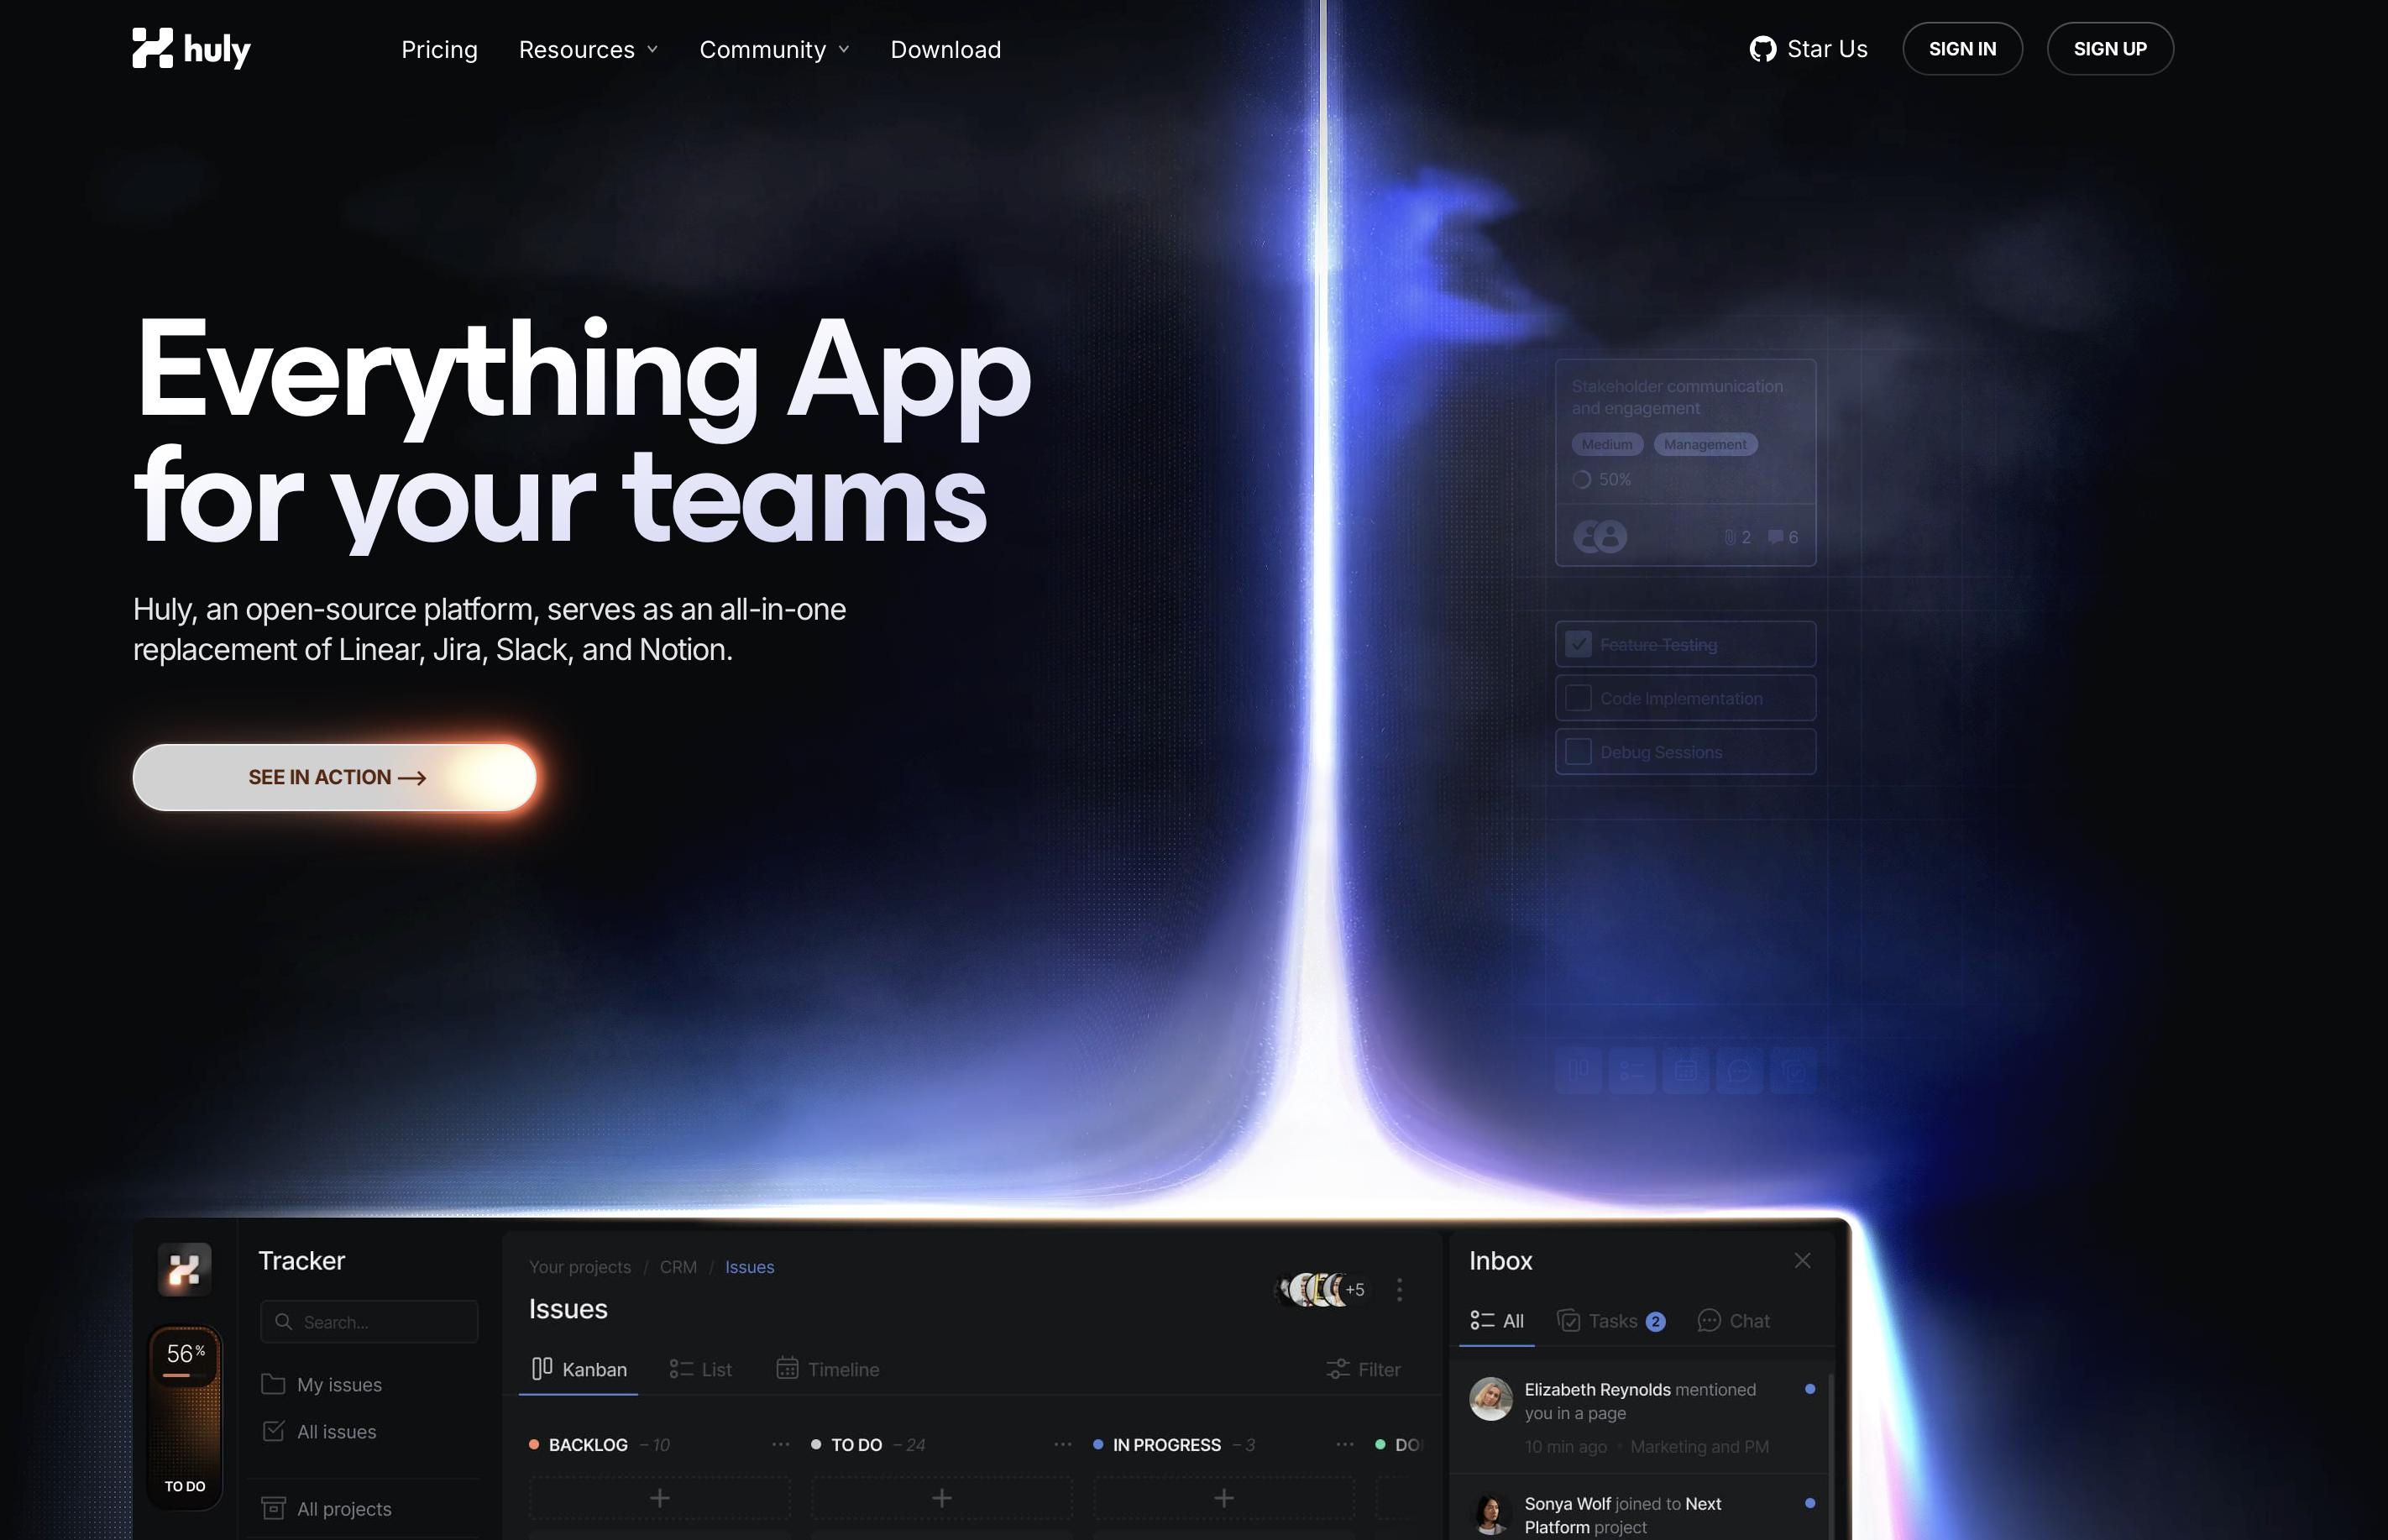 huly
Pricing
Resources
Community
Download
Star Us
SIGN IN
SIGN UP
Everything App
for your teams
Huly, an open-source platform, serves as an all-in-one
replacement of Linear, Jira, Slack, and Notion.
SEE IN ACTION
Stakeholder communication
and engagement
Medium
Management
50%
2
6
Feature Testing
Code Implementation
Debug Sessions
56%
TO DO
Tracker
Search...
My issues
All issues
All projects
Your projects / CRM / Issues
Issues
+5
Kanban
List
Timeline
Filter
BACKLOG – 10
TO DO – 24
IN PROGRESS – 3
Inbox
All
Tasks 2
Chat
Elizabeth Reynolds mentioned
you in a page
10 min ago • Marketing and PM
Sonya Wolf joined to Next
Platform project